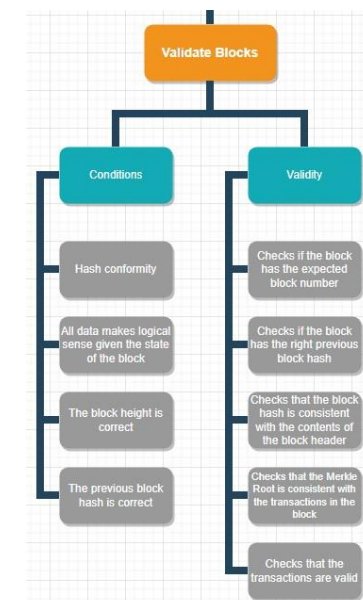 Validate Blocks
Conditions
Validity
Hash conformity
All data makes logical
sense given the state
of the block
The block height is
correct
The previous block
hash is correct
Checks if the block
has the expected
block number
Checks if the block
has the right previous
block hash
Checks that the block
hash is consistent
with the contents of
the block header
Checks that the Merkle
Root is consistent with
the transactions in the
block
Checks that the
transactions are valid